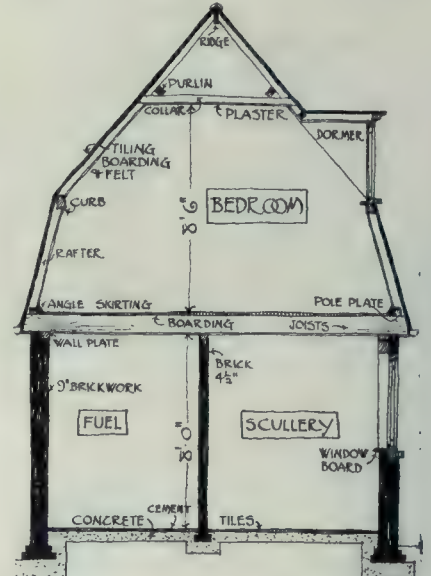 RIDGE
PURLIN
COLLAR
PLASTER
DORMER
TILING
BOARDING
& FELT
CURB
8'6"
BEDROOM
RAFTER
ANGLE SKIRTING
POLE PLATE
BOARDING
JOISTS
WALL PLATE
BRICK
4½"
9" BRICKWORK
FUEL
8'0"
SCULLERY
WINDOW
BOARD
CEMENT
CONCRETE
TILES